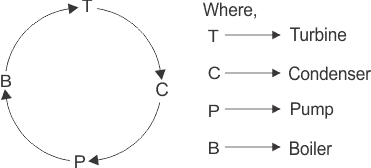 T
B
C
P
Where,
T Turbine
C Condenser
P Pump
B Boiler